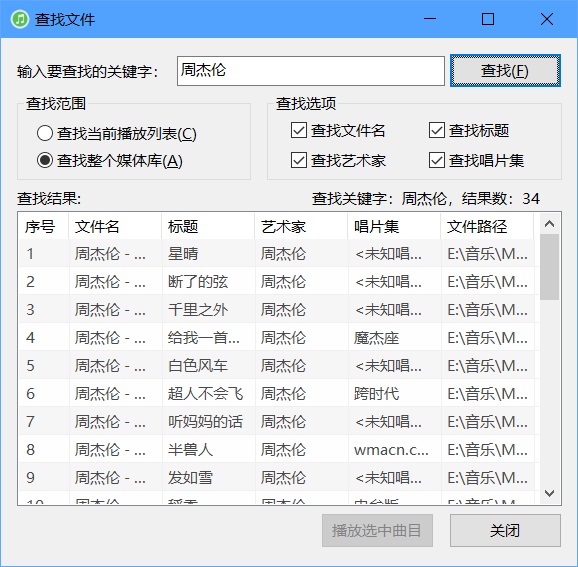 查找文件
输入要查找的关键字： 周杰伦 查找(F)
查找范围 查找选项
查找当前播放列表(C) 查找文件名 查找标题
查找整个媒体库(A) 查找艺术家 查找唱片集
查找结果: 查找关键字：周杰伦，结果数：34
序号 文件名 标题 艺术家 唱片集 文件路径
1 周杰伦 - ... 星晴 周杰伦 <未知唱... E:\音乐\M...
2 周杰伦 - ... 断了的弦 周杰伦 <未知唱... E:\音乐\M...
3 周杰伦 - ... 千里之外 周杰伦 <未知唱... E:\音乐\M...
4 周杰伦 - ... 给我一首... 周杰伦 魔杰座 E:\音乐\M...
5 周杰伦 - ... 白色风车 周杰伦 <未知唱... E:\音乐\M...
6 周杰伦 - ... 超人不会飞 周杰伦 跨时代 E:\音乐\M...
7 周杰伦 - ... 听妈妈的话 周杰伦 <未知唱... E:\音乐\M...
8 周杰伦 - ... 半兽人 周杰伦 wmacn.c... E:\音乐\M...
9 周杰伦 - ... 发如雪 周杰伦 <未知唱... E:\音乐\M...
10 周杰伦 - ... 周杰伦 E:\音乐\M...
播放选中曲目 关闭